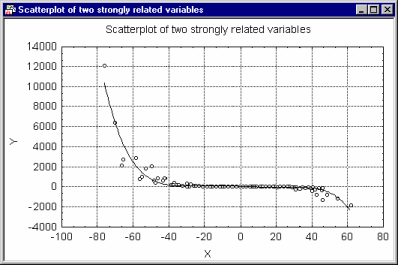 Scatterplot of two strongly related variables
Scatterplot of two strongly related variables
14000
12000
10000
8000
6000
4000
2000
0
-2000
-4000
Y
-100 -80 -60 -40 -20 0 20 40 60 80
X